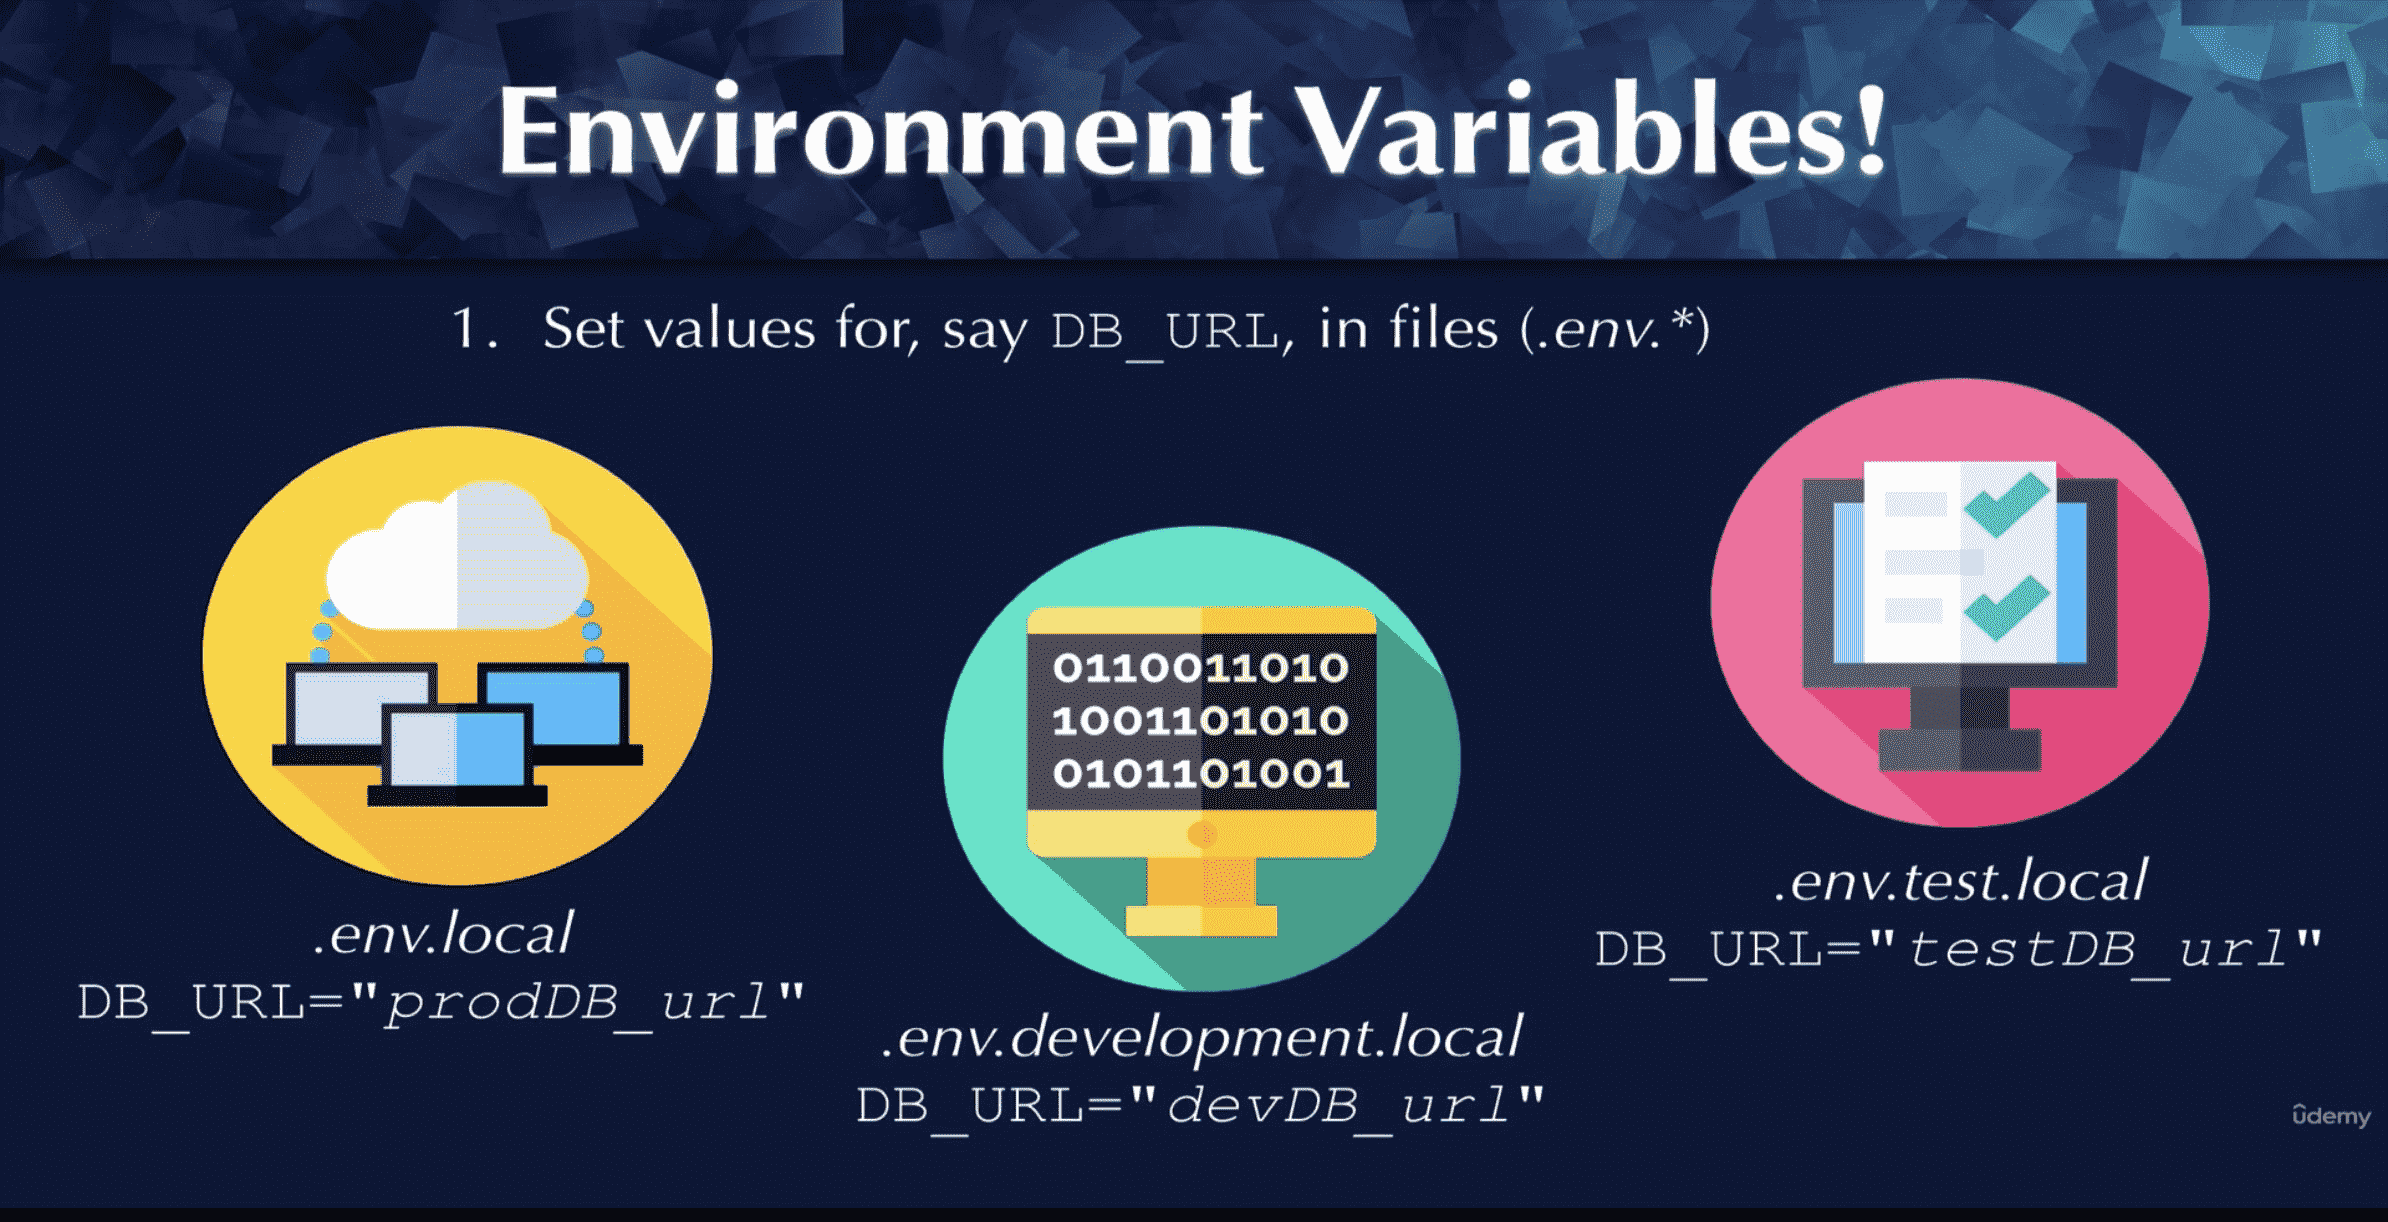 Environment Variables!
1. Set values for, say DB_URL, in files (.env.*)
.env.local
DB_URL="prodDB_url"
0110011010
1001101010
0101101001
.env.development.local
DB_URL="devDB_url"
.env.test.local
DB_URL="testDB_url"
ûdemy